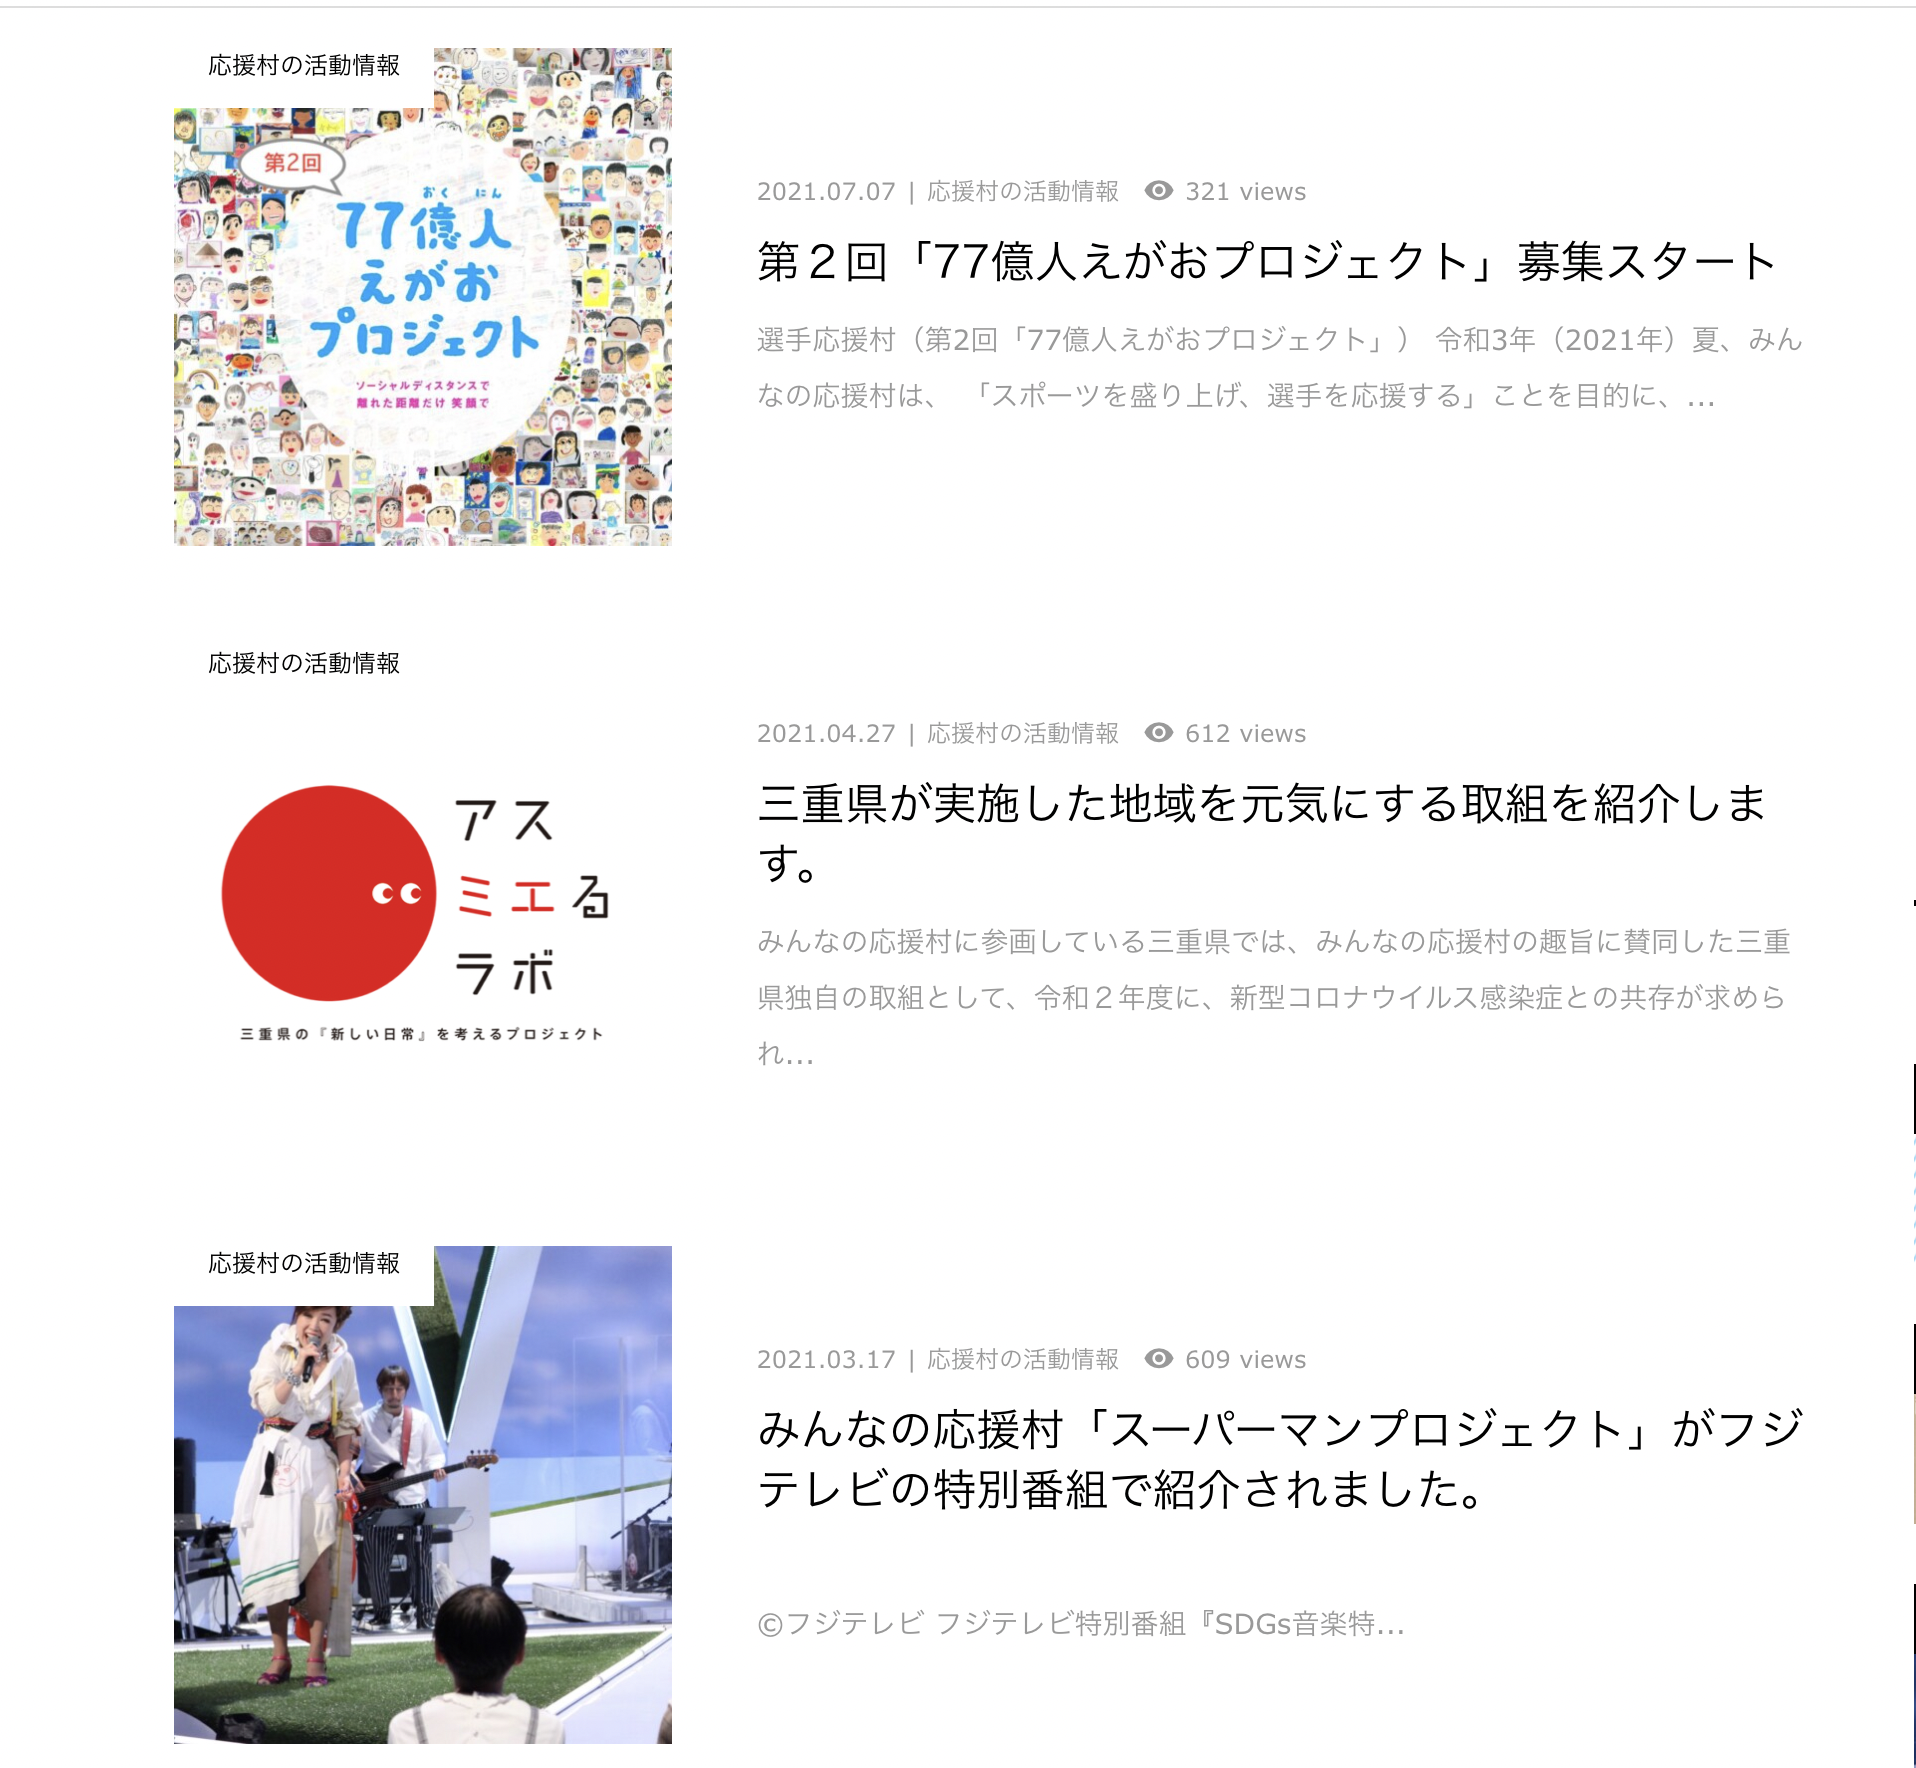 応援村の活動情報
第2回
おく にん
77億人
えがお
プロジェクト
ソーシャルディスタンスで
離れた距離だけ 笑顔で
2021.07.07 | 応援村の活動情報 321 views
第２回「77億人えがおプロジェクト」募集スタート
選手応援村（第2回「77億人えがおプロジェクト」） 令和3年（2021年）夏、みん
なの応援村は、 「スポーツを盛り上げ、選手を応援する」ことを目的に、...
応援村の活動情報
アス
ミエる
ラボ
三重県の『新しい日常』を考えるプロジェクト
2021.04.27 | 応援村の活動情報 612 views
三重県が実施した地域を元気にする取組を紹介しま
す。
みんなの応援村に参画している三重県では、みんなの応援村の趣旨に賛同した三重
県独自の取組として、令和２年度に、新型コロナウイルス感染症との共存が求めら
れ...
応援村の活動情報
2021.03.17 | 応援村の活動情報 609 views
みんなの応援村「スーパーマンプロジェクト」がフジ
テレビの特別番組で紹介されました。
©フジテレビ フジテレビ特別番組『SDGs音楽特...